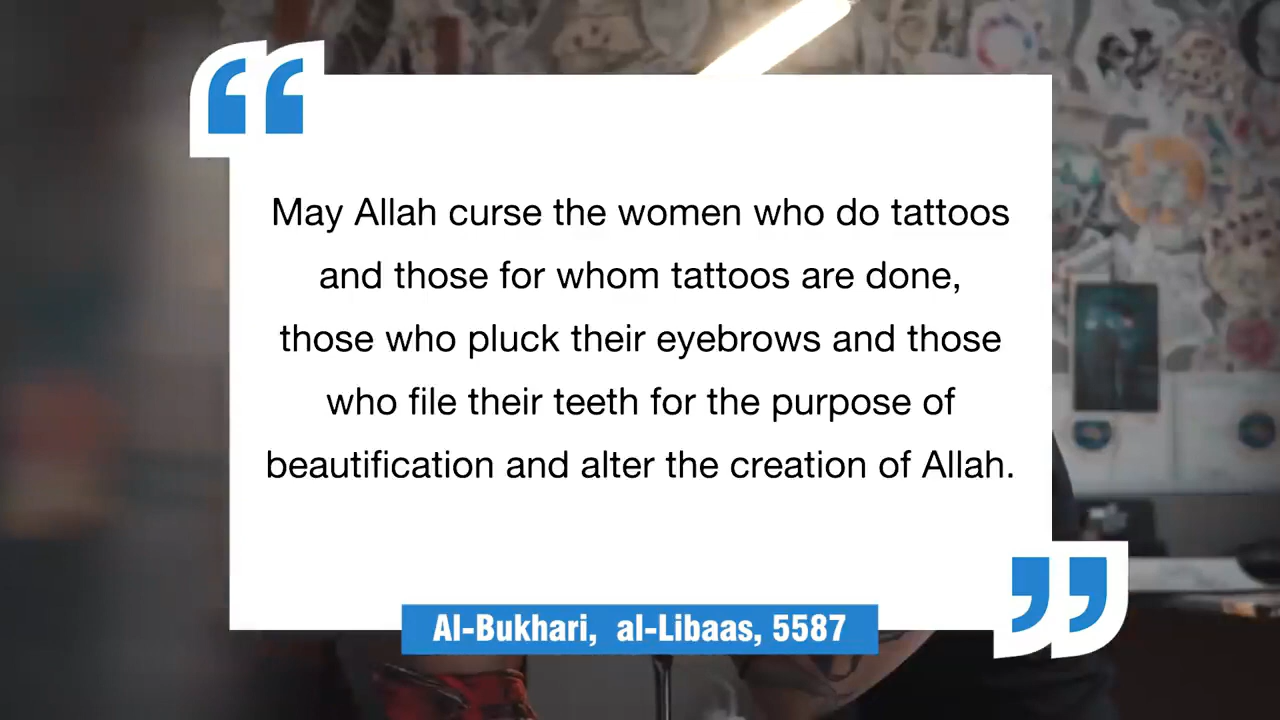 “
May Allah curse the women who do tattoos
and those for whom tattoos are done,
those who pluck their eyebrows and those
who file their teeth for the purpose of
beautification and alter the creation of Allah.
”
Al-Bukhari, al-Libaas, 5587